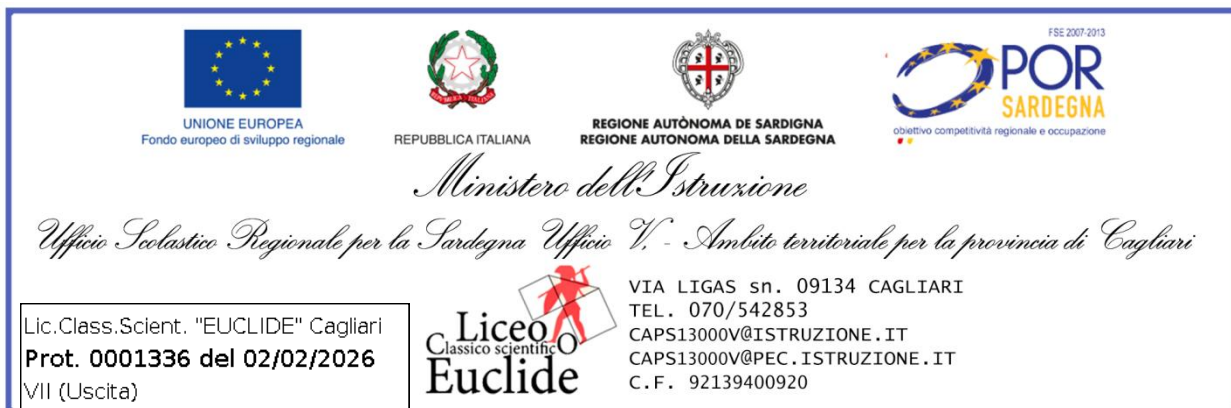 FSE 2007-2013
POR
SARDEGNA
obiettivo competitività regionale e occupazione
UNIONE EUROPEA
Fondo europeo di sviluppo regionale
REPUBBLICA ITALIANA
REGIONE AUTÒNOMA DE SARDIGNA
REGIONE AUTONOMA DELLA SARDEGNA
Ministero dell'Istruzione
Ufficio Scolastico Regionale per la Sardegna Ufficio V, - Ambito territoriale per la provincia di Cagliari
Lic.Class.Scient. "EUCLIDE" Cagliari
Prot. 0001336 del 02/02/2026
VII (Uscita)
Liceo
Classico scientificO
Euclide
VIA LIGAS sn. 09134 CAGLIARI
TEL. 070/542853
CAPS13000V@ISTRUZIONE.IT
CAPS13000V@PEC.ISTRUZIONE.IT
C.F. 92139400920